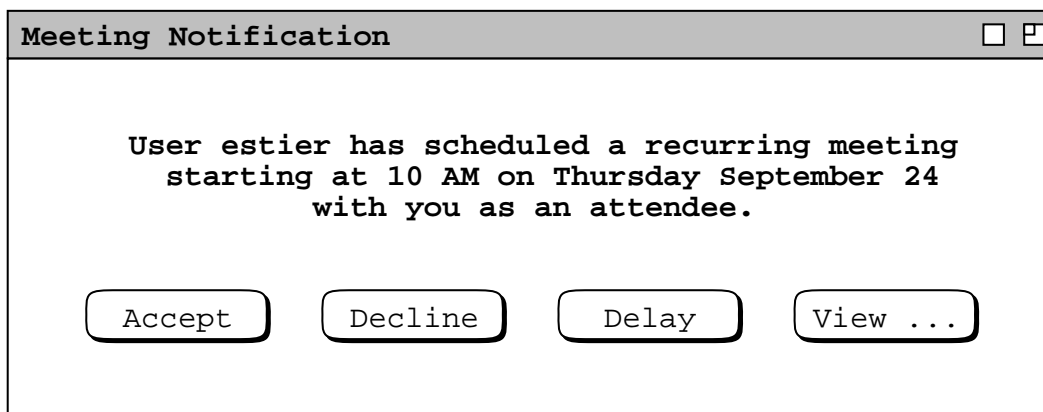 Meeting Notification
User estier has scheduled a recurring meeting
starting at 10 AM on Thursday September 24
with you as an attendee.
Accept Decline Delay View ...